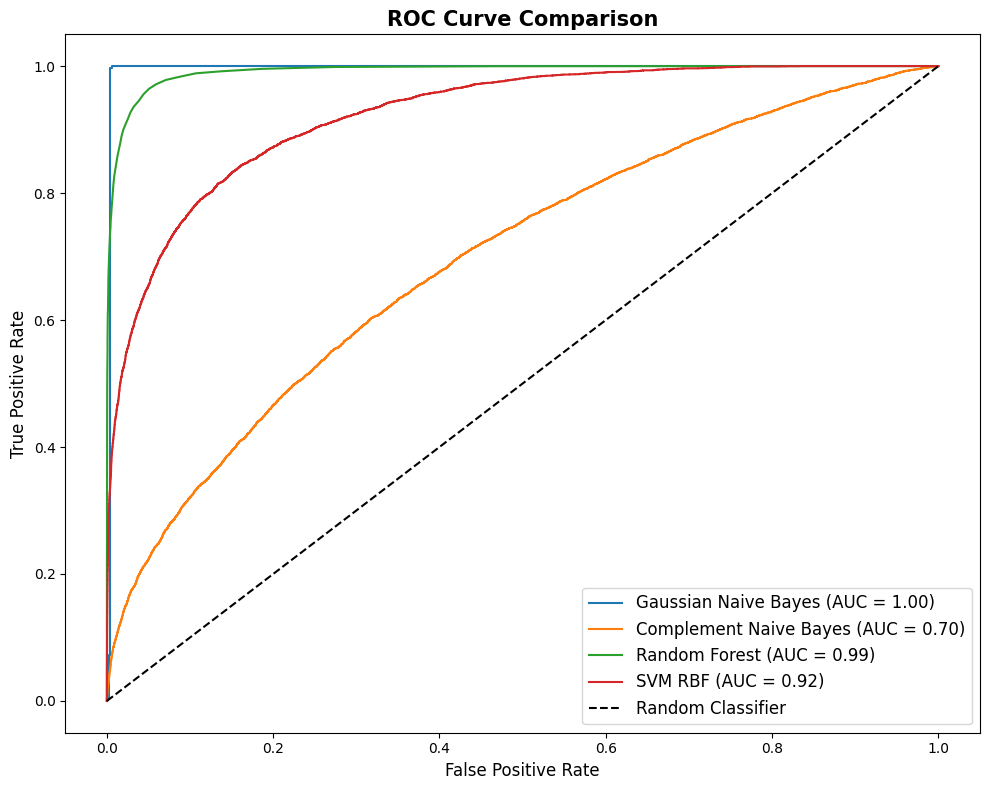 ROC Curve Comparison
True Positive Rate
1.0
0.8
0.6
0.4
0.2
0.0
Gaussian Naive Bayes (AUC = 1.00)
Complement Naive Bayes (AUC = 0.70)
Random Forest (AUC = 0.99)
SVM RBF (AUC = 0.92)
Random Classifier
0.0 0.2 0.4 0.6 0.8 1.0
False Positive Rate